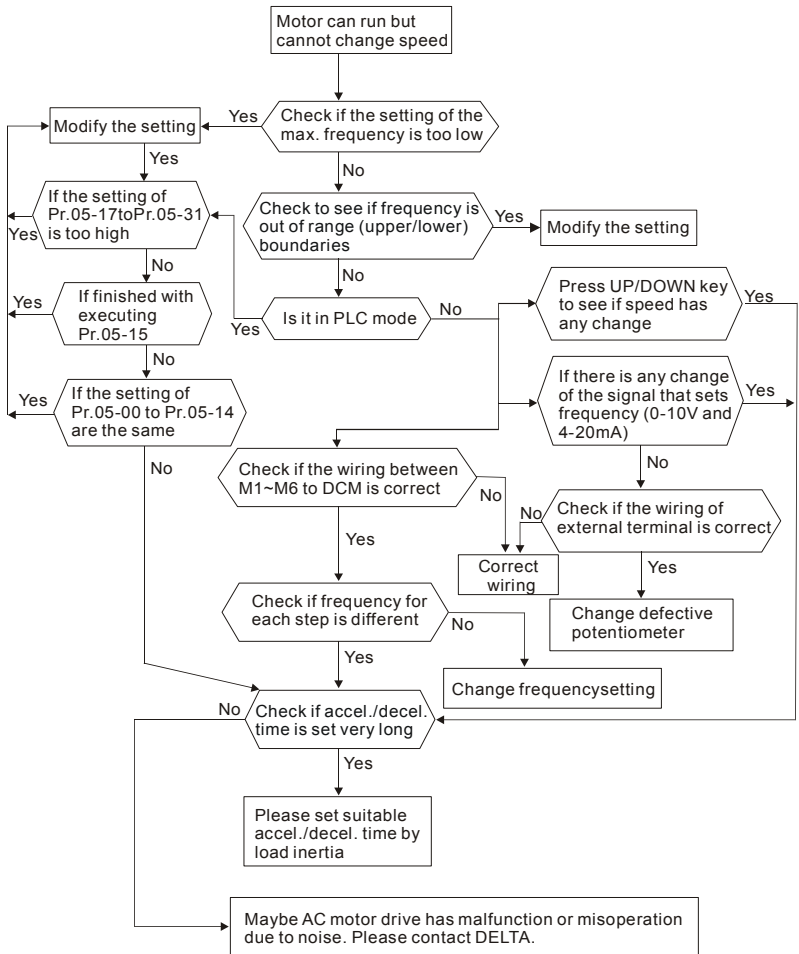 Motor can run but
cannot change speed
Yes
Check if the setting of the
max. frequency is too low
Modify the setting
Yes
No
If the setting of
Pr.05-17toPr.05-31
is too high
Yes
Check to see if frequency is
out of range (upper/lower)
boundaries
Yes
Modify the setting
No
No
If finished with
executing
Pr.05-15
Yes
Yes
Is it in PLC mode
No
Press UP/DOWN key
to see if speed has
any change
Yes
No
If the setting of
Pr.05-00 to Pr.05-14
are the same
Yes
If there is any change
of the signal that sets
frequency (0-10V and
4-20mA)
Yes
No
Check if the wiring between
M1~M6 to DCM is correct
No
No
No
Check if the wiring of
external terminal is correct
Yes
Correct
wiring
Yes
Check if frequency for
each step is different
No
Change defective
potentiometer
Yes
Change frequencysetting
No
Check if accel./decel.
time is set very long
Yes
Please set suitable
accel./decel. time by
load inertia
Maybe AC motor drive has malfunction or misoperation
due to noise. Please contact DELTA.